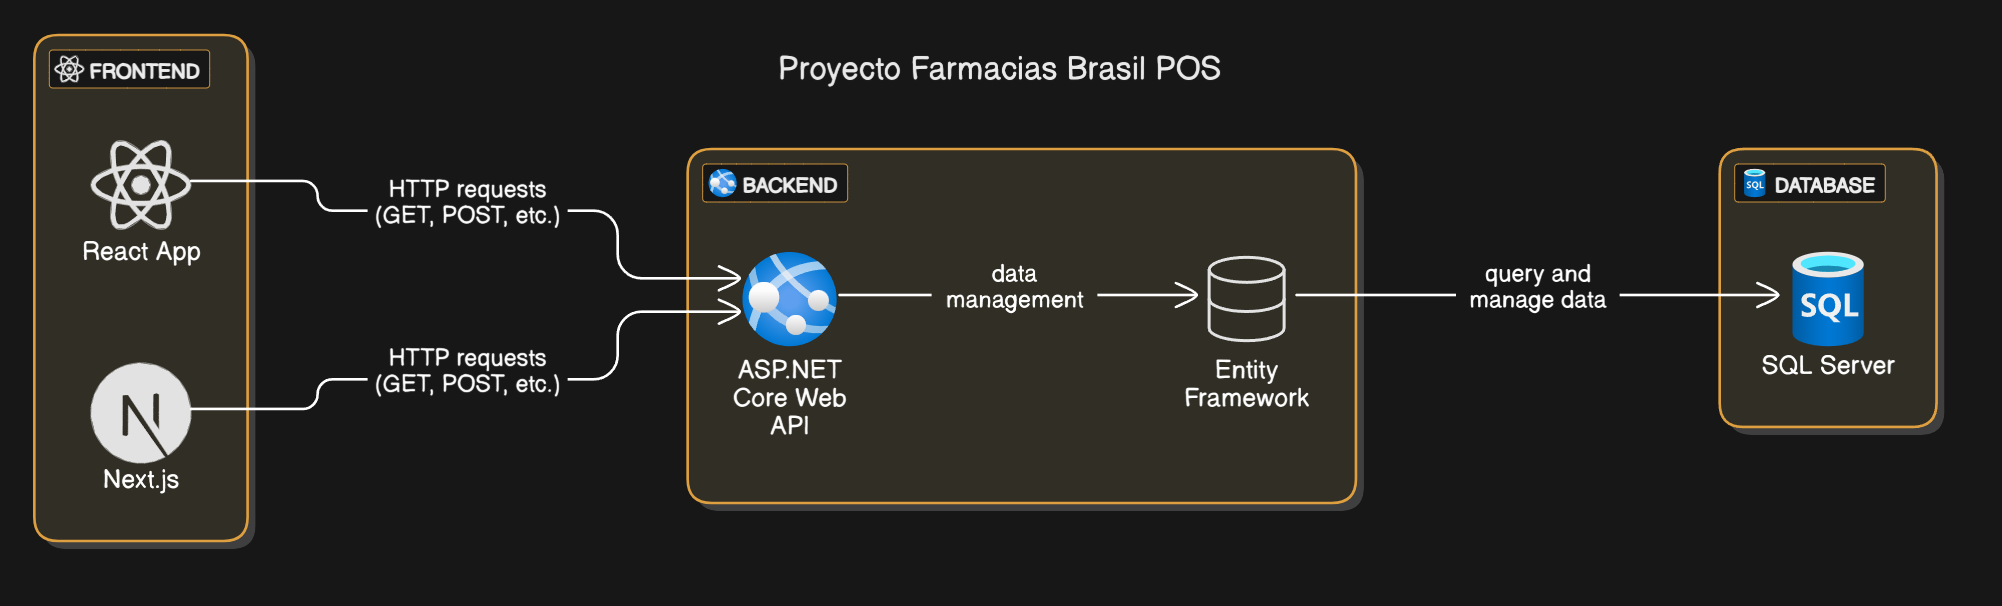 Proyecto Farmacias Brasil POS
FRONTEND
React App
Next.js
HTTP requests
(GET, POST, etc.)
HTTP requests
(GET, POST, etc.)
BACKEND
ASP.NET
Core Web
API
data
management
Entity
Framework
query and
manage data
SQL
DATABASE
SQL
SQL Server